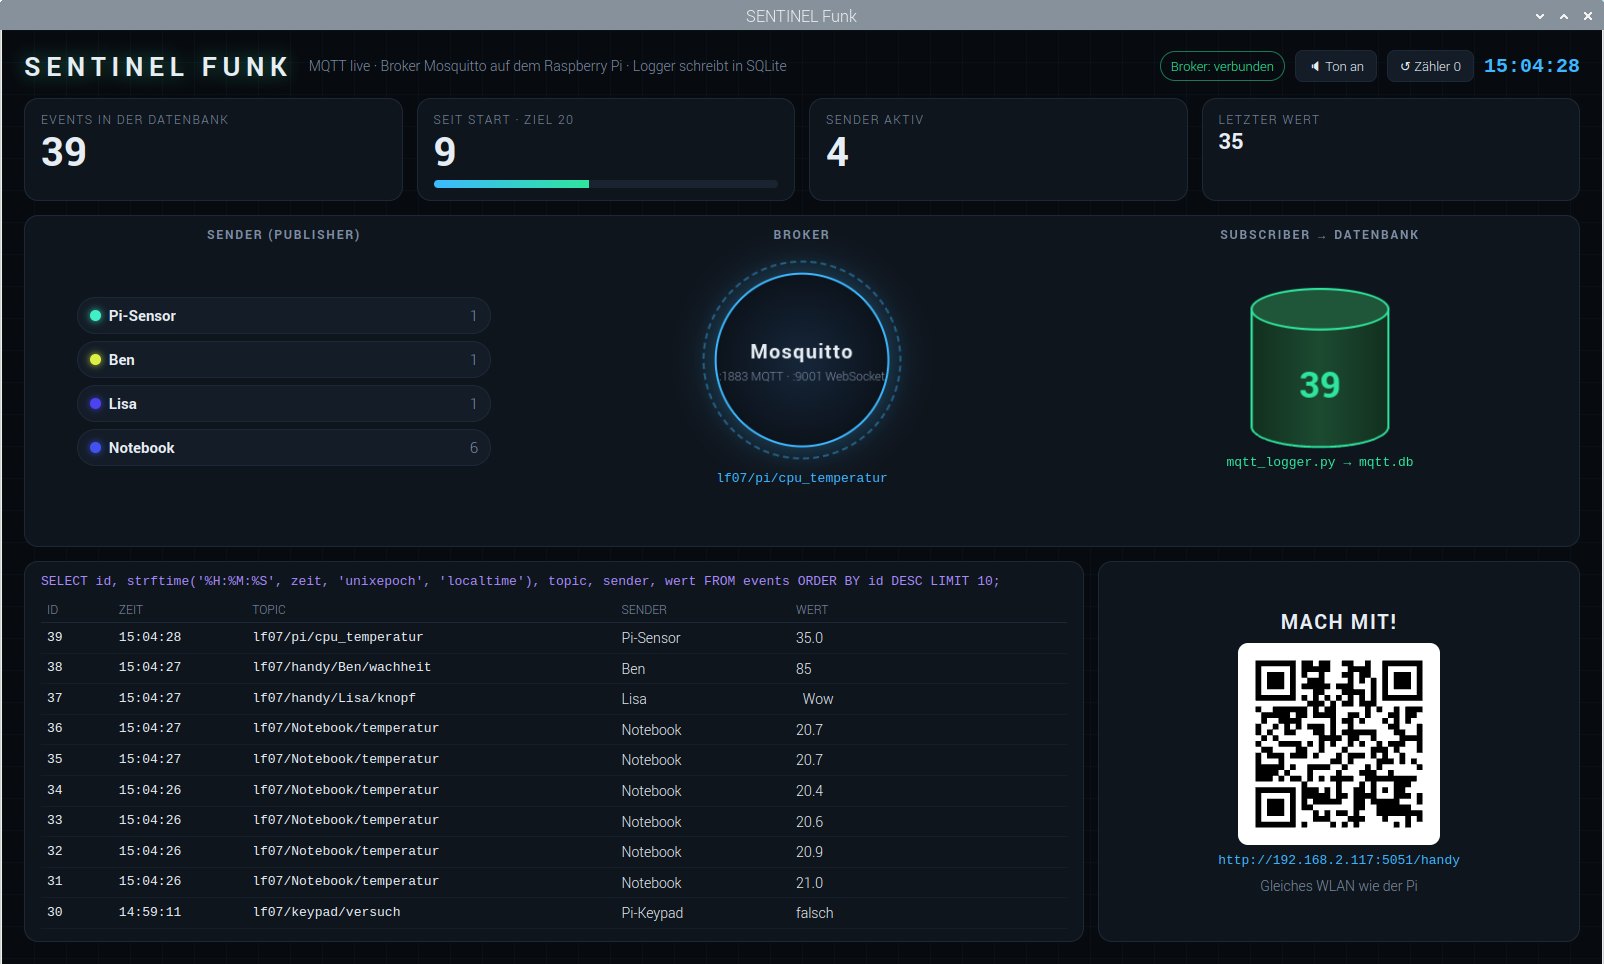 SENTINEL Funk
SENTINEL FUNK MQTT live · Broker Mosquitto auf dem Raspberry Pi · Logger schreibt in SQLite Broker: verbunden Ton an ↺ Zähler 0 15:04:28
EVENTS IN DER DATENBANK
39
SEIT START · ZIEL 20
9
SENDER AKTIV
4
LETZTER WERT
35
SENDER (PUBLISHER)
Pi-Sensor 1
Ben 1
Lisa 1
Notebook 6
BROKER
Mosquitto
:1883 MQTT · :9001 WebSocket
lf07/pi/cpu_temperatur
SUBSCRIBER → DATENBANK
39
mqtt_logger.py → mqtt.db
SELECT id, strftime('%H:%M:%S', zeit, 'unixepoch', 'localtime'), topic, sender, wert FROM events ORDER BY id DESC LIMIT 10;
ID ZEIT TOPIC SENDER WERT
39 15:04:28 lf07/pi/cpu_temperatur Pi-Sensor 35.0
38 15:04:27 lf07/handy/Ben/wachheit Ben 85
37 15:04:27 lf07/handy/Lisa/knopf Lisa Wow
36 15:04:27 lf07/Notebook/temperatur Notebook 20.7
35 15:04:27 lf07/Notebook/temperatur Notebook 20.7
34 15:04:26 lf07/Notebook/temperatur Notebook 20.4
33 15:04:26 lf07/Notebook/temperatur Notebook 20.6
32 15:04:26 lf07/Notebook/temperatur Notebook 20.9
31 15:04:26 lf07/Notebook/temperatur Notebook 21.0
30 14:59:11 lf07/keypad/versuch Pi-Keypad falsch
MACH MIT!
http://192.168.2.117:5051/handy
Gleiches WLAN wie der Pi